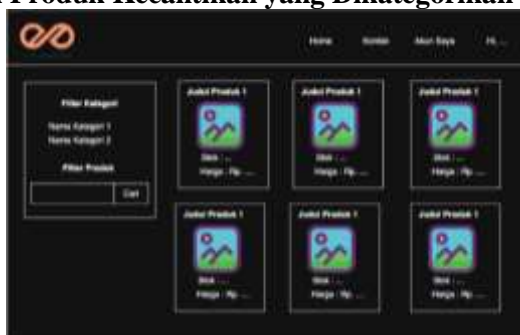 Produk Kecantikan yang Dikategorikan
Home Kontak Akun Saya Hi, ...
Filter Kategori
Nama Kategori 1
Nama Kategori 2
Filter Produk
Cari
Judul Produk 1
Stok : ...
Harga : Rp. ...
Judul Produk 1
Stok : ...
Harga : Rp. ...
Judul Produk 1
Stok : ...
Harga : Rp. ...
Judul Produk 1
Stok : ...
Harga : Rp. ...
Judul Produk 1
Stok : ...
Harga : Rp. ...
Judul Produk 1
Stok : ...
Harga : Rp. ...